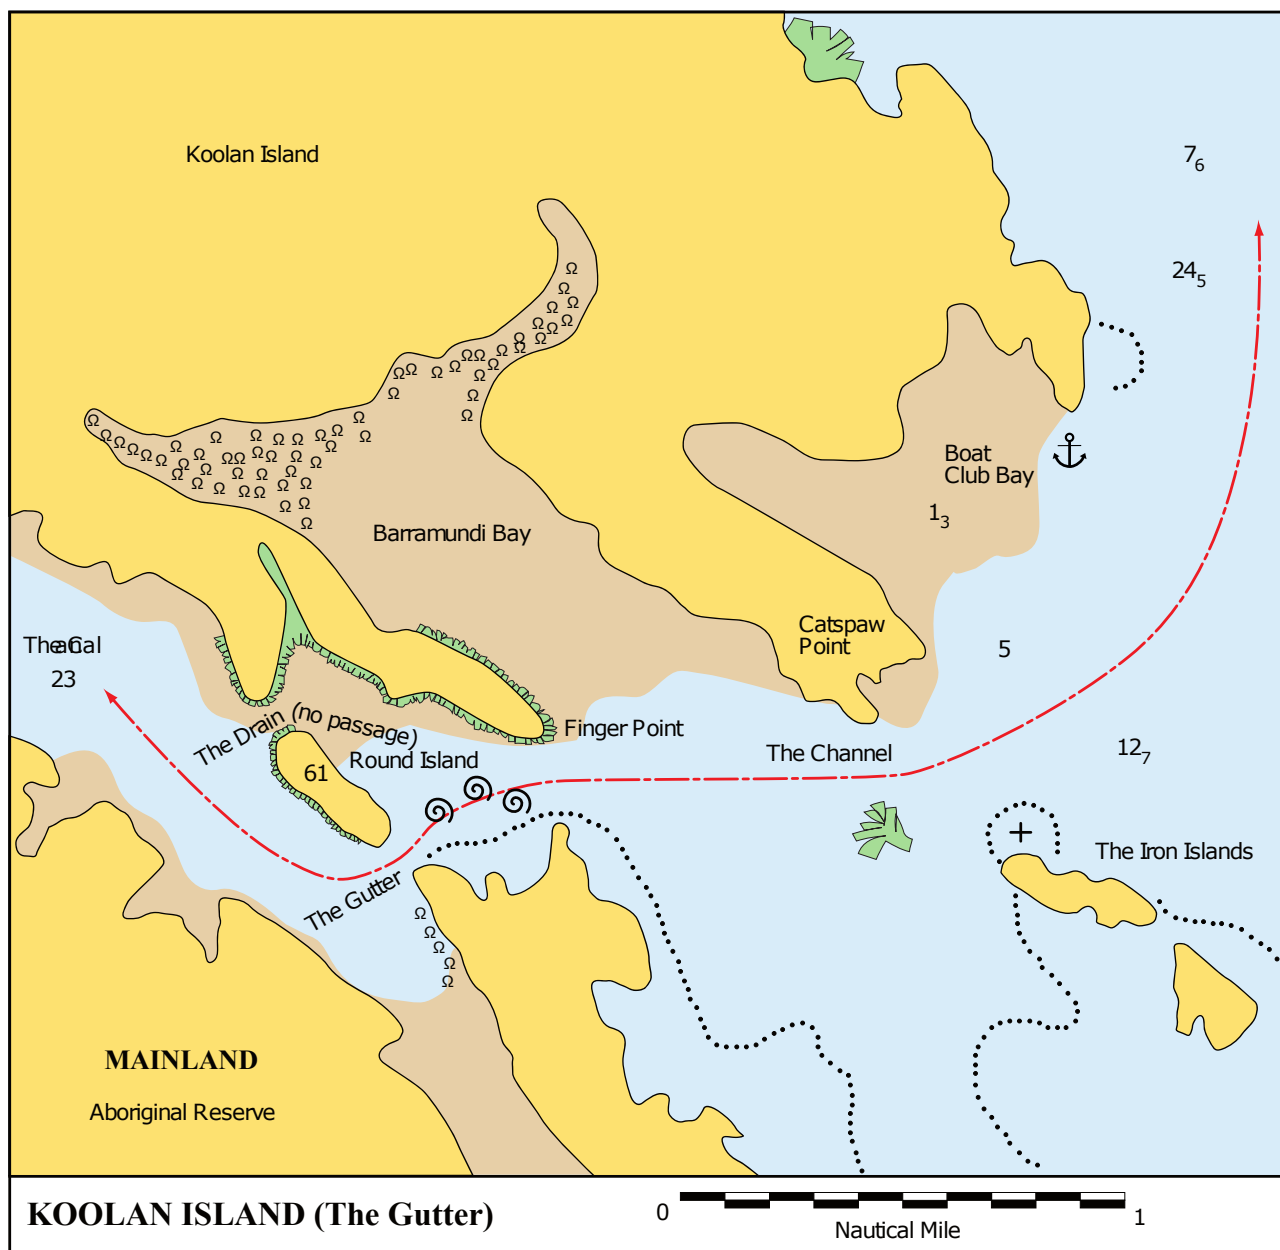 Koolan Island
7₆
24₅
Boat
Club Bay
1₃
Barramundi Bay
Catspaw
Point
5
23
The Drain (no passage)
Finger Point
Round Island
61
The Channel
12₇
The Iron Islands
The Gutter
MAINLAND
Aboriginal Reserve
KOOLAN ISLAND (The Gutter)
0
1
Nautical Mile